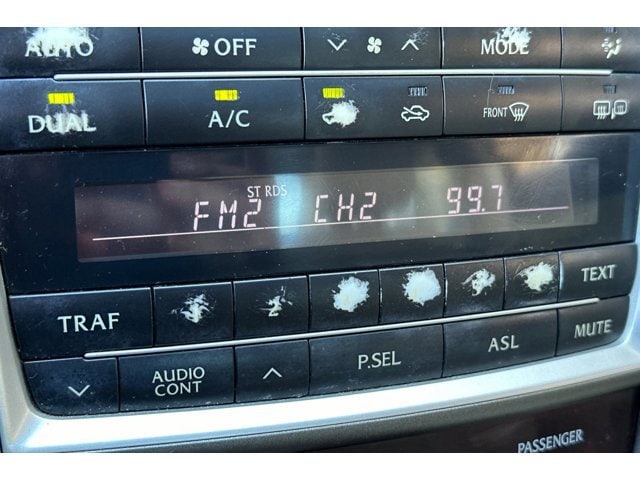 AUTO OFF MODE
DUAL A/C FRONT
ST RDS
FM2 CH2 99.7
2 TEXT
TRAF MUTE
AUDIO CONT P.SEL ASL
PASSENGER